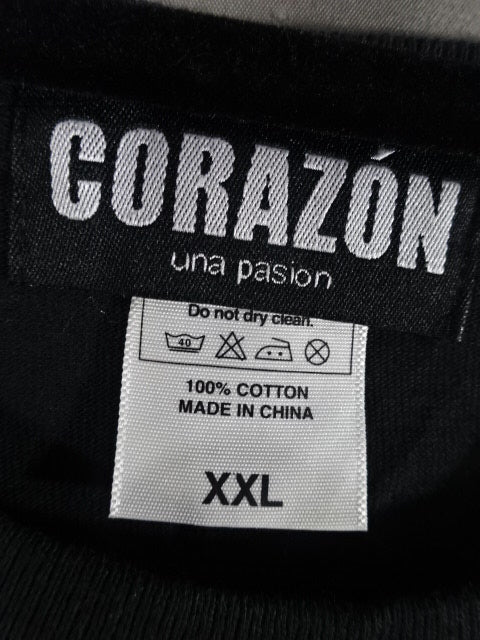 CORAZÓN
una pasion
Do not dry clean.
40
100% COTTON
MADE IN CHINA
XXL